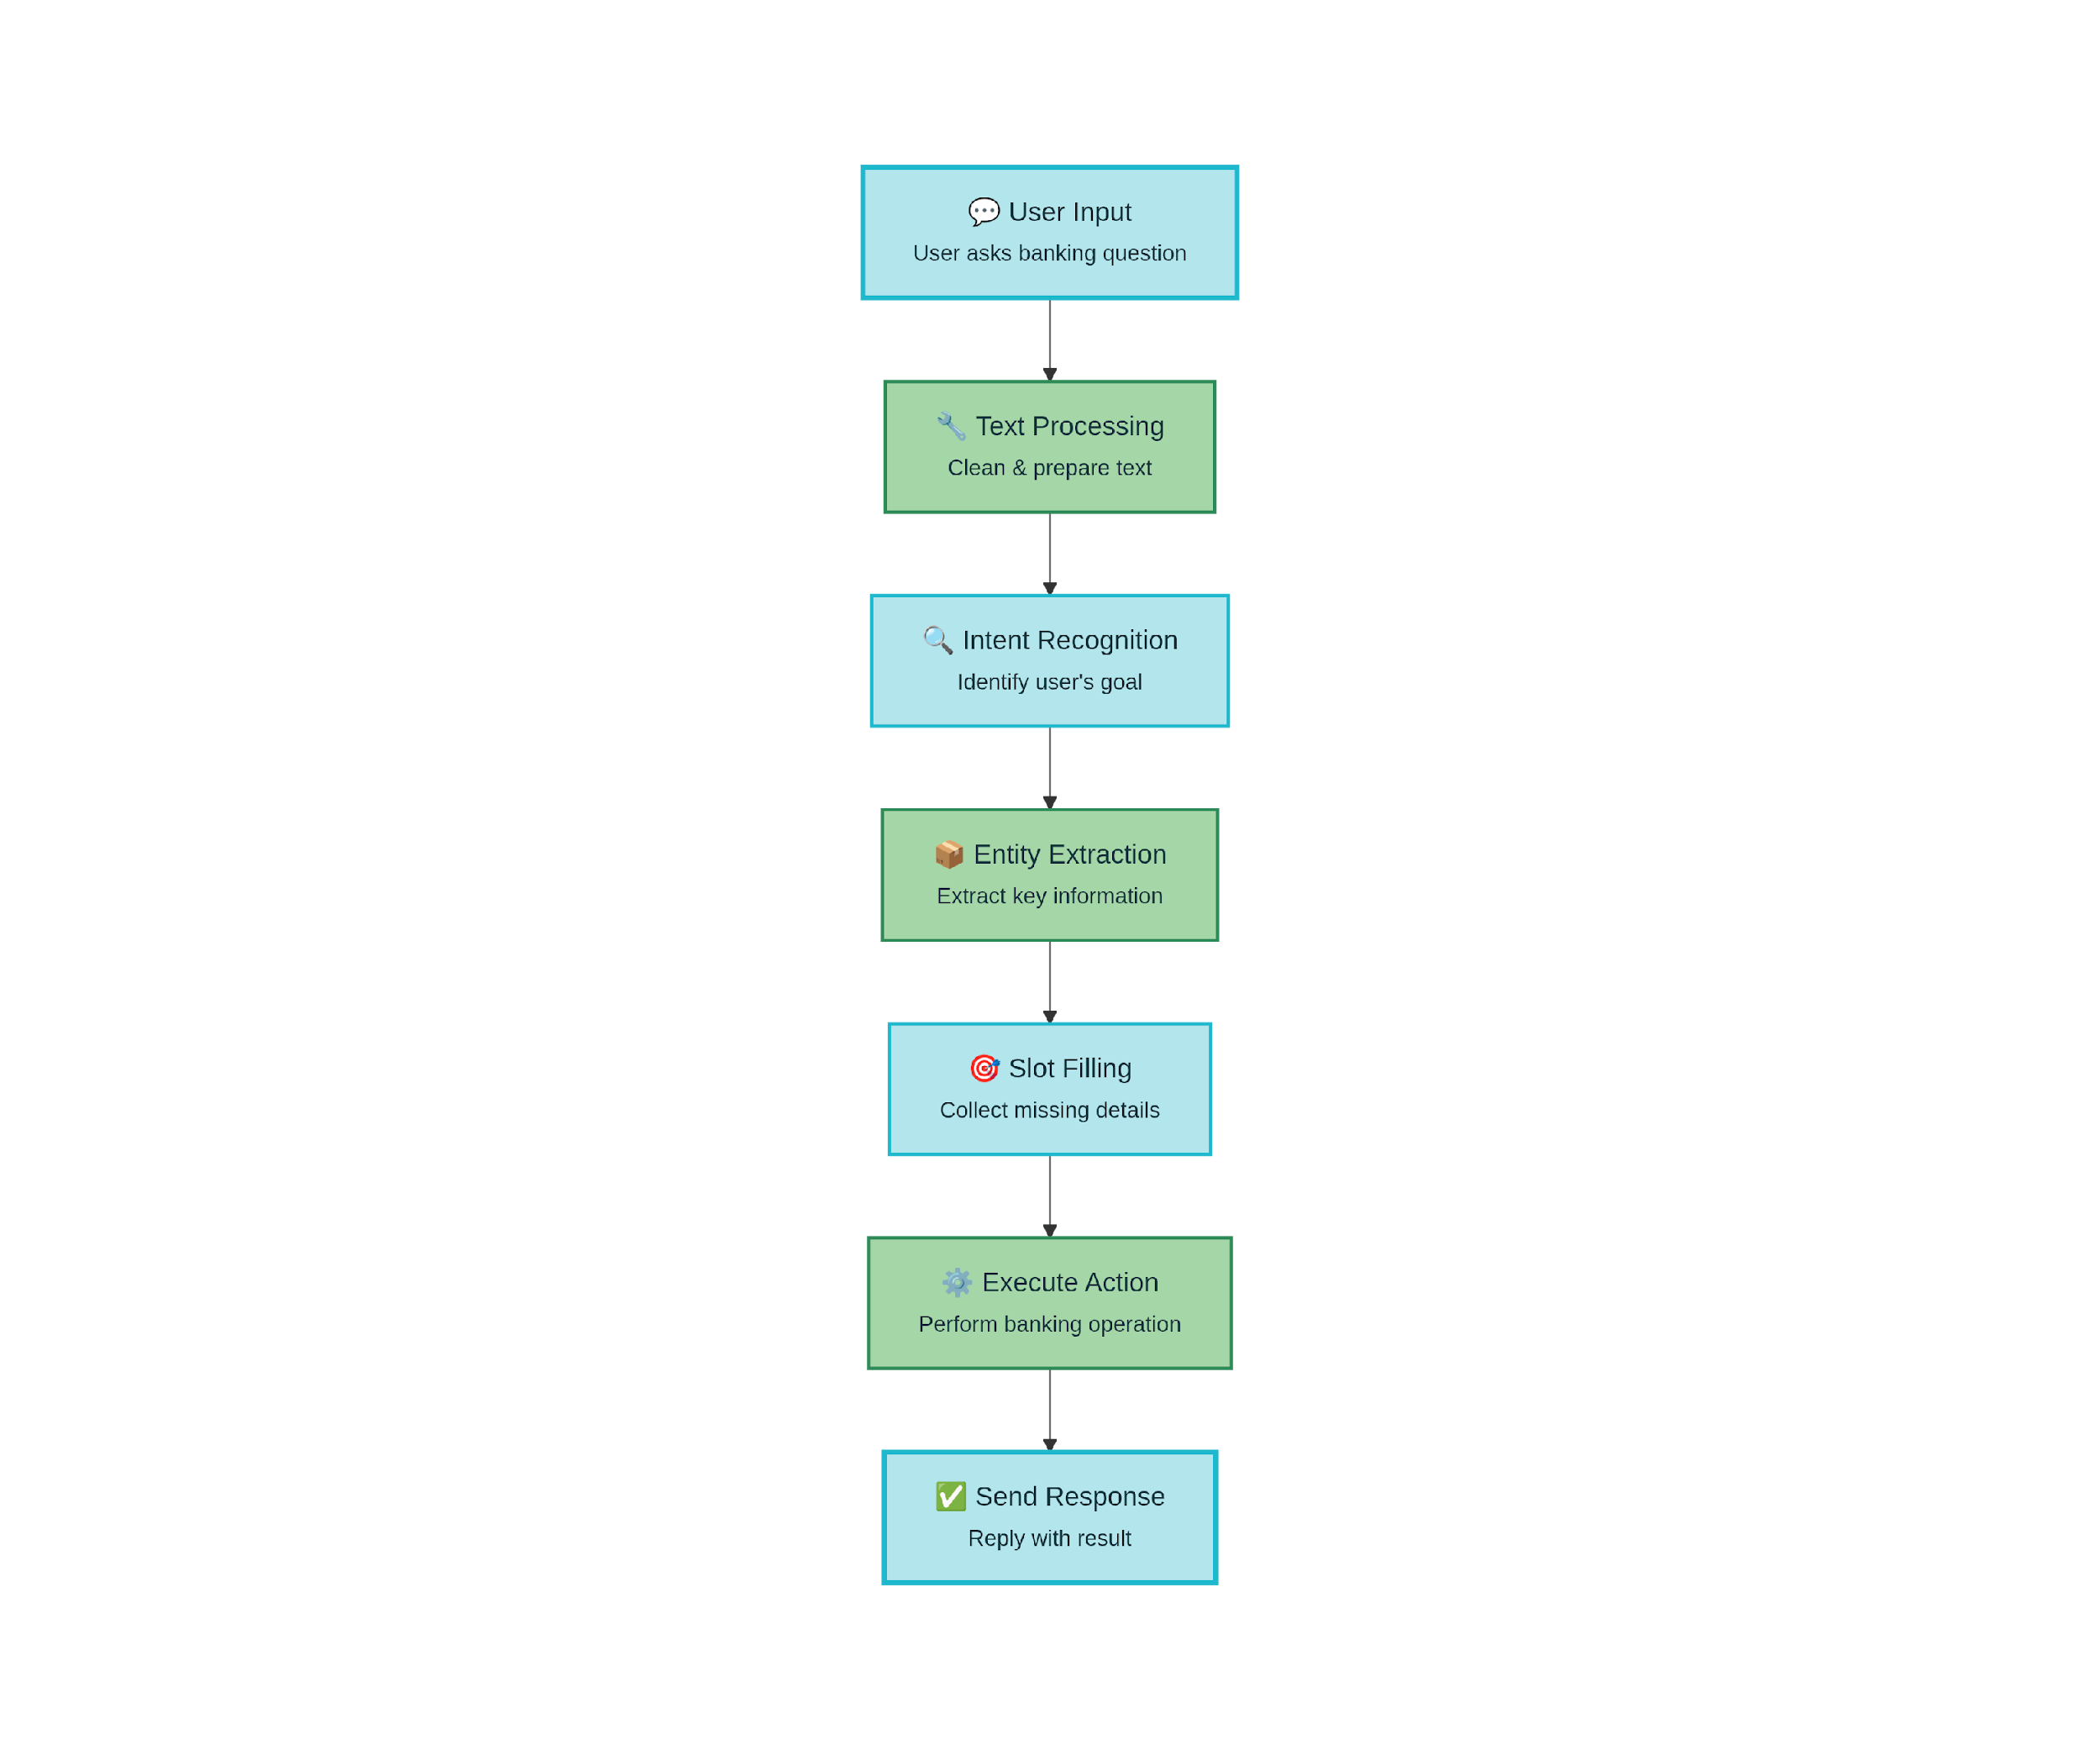 💬 User Input
User asks banking question
🔧 Text Processing
Clean & prepare text
🔍 Intent Recognition
Identify user's goal
📦 Entity Extraction
Extract key information
🎯 Slot Filling
Collect missing details
⚙️ Execute Action
Perform banking operation
✅ Send Response
Reply with result